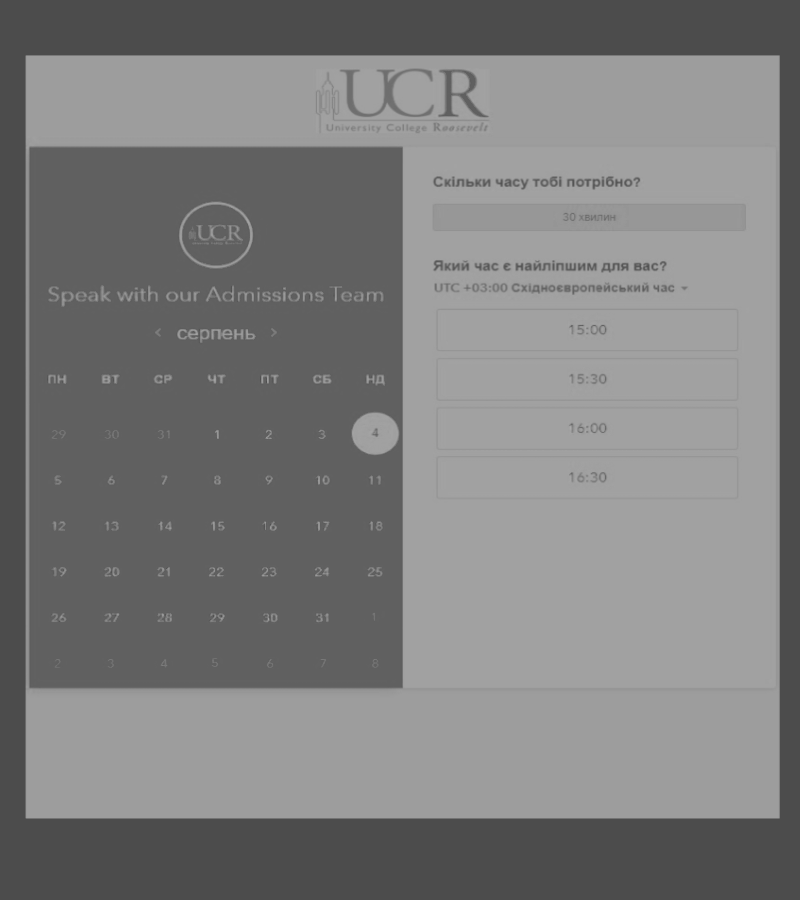 UCR
University College Roosevelt
UCR
Speak with our Admissions Team
серпень
ПН ВТ СР ЧТ ПТ СБ НД
29 30 31 1 2 3 4
5 6 7 8 9 10 11
12 13 14 15 16 17 18
19 20 21 22 23 24 25
26 27 28 29 30 31 1
2 3 4 5 6 7 8
Скільки часу тобі потрібно?
30 хвилин
Який час є найліпшим для вас?
UTC +03:00 Східноєвропейський час
15:00
15:30
16:00
16:30